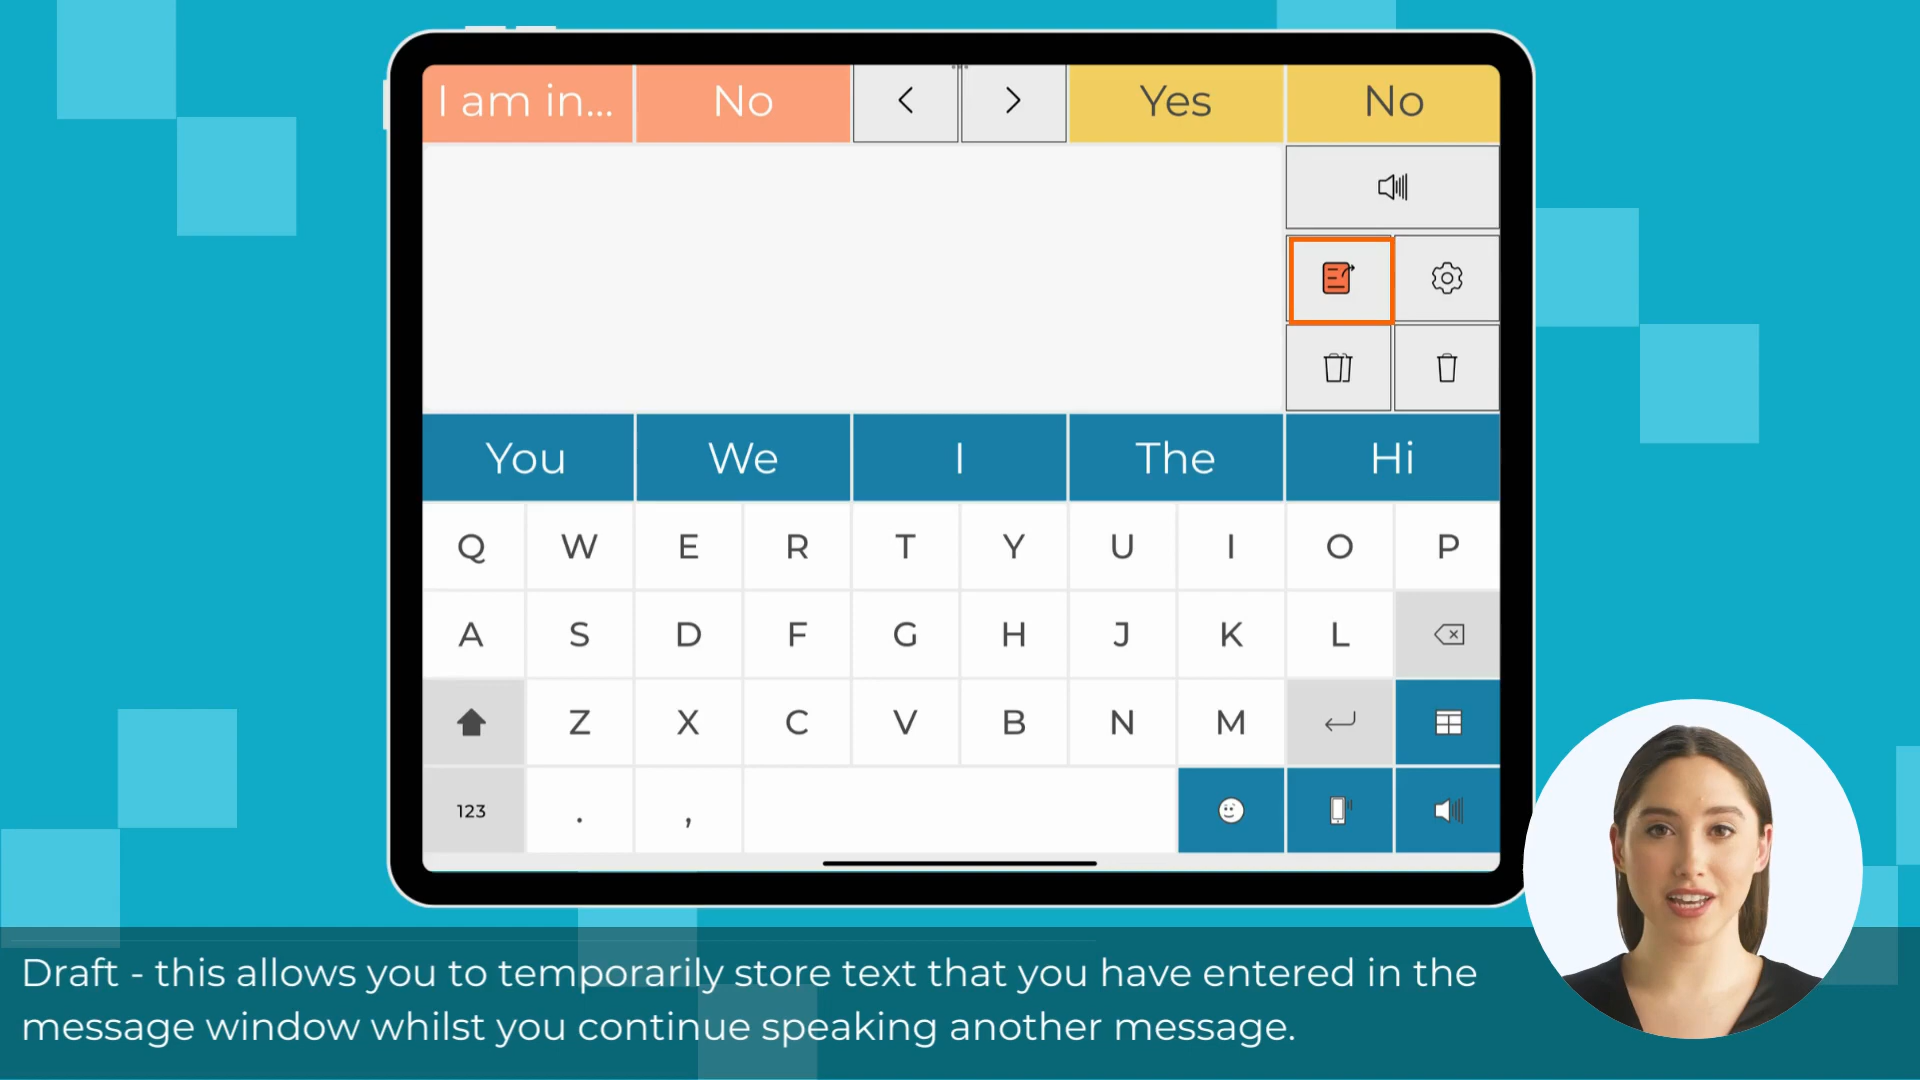 I am in...
No
Yes
No
You
We
I
The
Hi
Q W E R T Y U I O P
A S D F G H J K L
Z X C V B N M
123 . ,
Draft - this allows you to temporarily store text that you have entered in the
message window whilst you continue speaking another message.